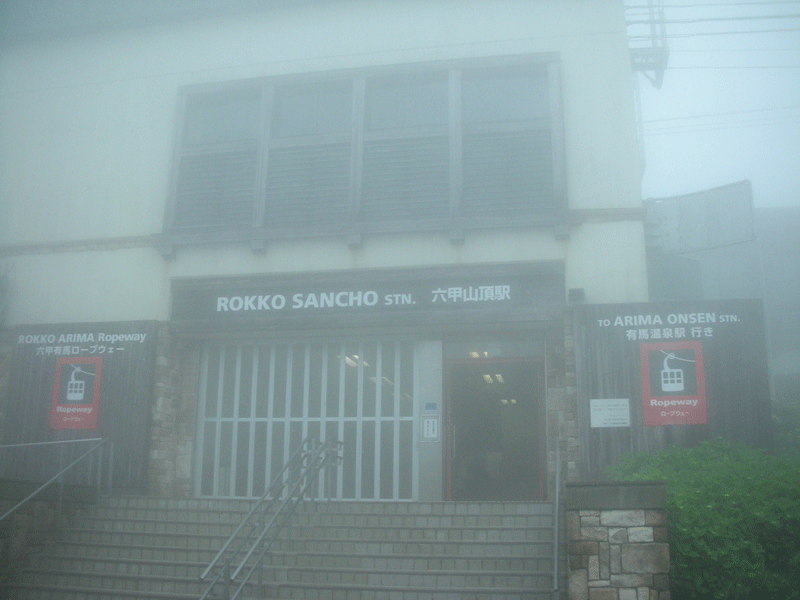 ROKKO SANCHO STN. 六甲山頂駅
ROKKO ARIMA Ropeway
六甲有馬ロープウェー
Ropeway
ロープウェー
TO ARIMA ONSEN STN.
有馬温泉駅 行き
Ropeway
ロープウェー